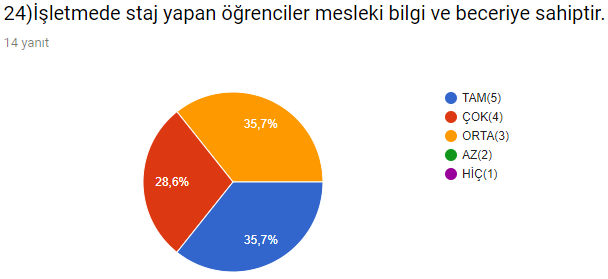 24)İşletmede staj yapan öğrenciler mesleki bilgi ve beceriye sahiptir.
14 yanıt
35,7%
28,6%
35,7%
TAM(5)
ÇOK(4)
ORTA(3)
AZ(2)
HİÇ(1)